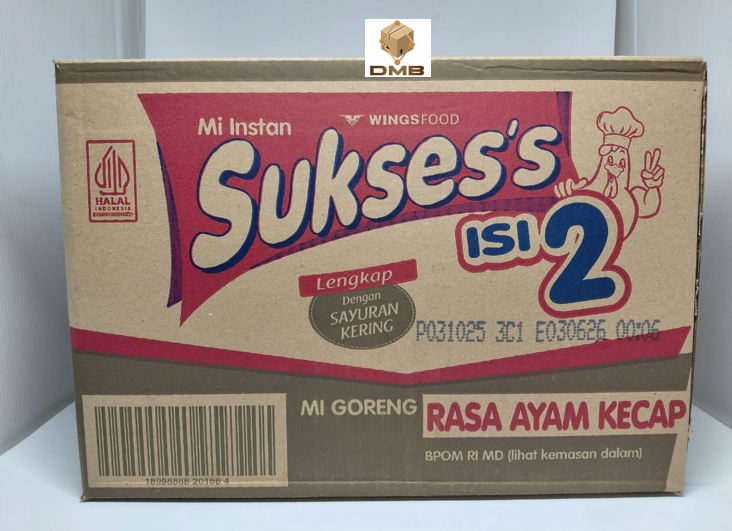 DMB
Mi Instan
WINGSFOOD
Sukses's
HALAL
INDONESIA
ISI 2
Lengkap
Dengan
SAYURAN
KERING
P031025 3C1 E030626 00:06
MI GORENG
RASA AYAM KECAP
BPOM RI MD (lihat kemasan dalam)
18998866 20166 4